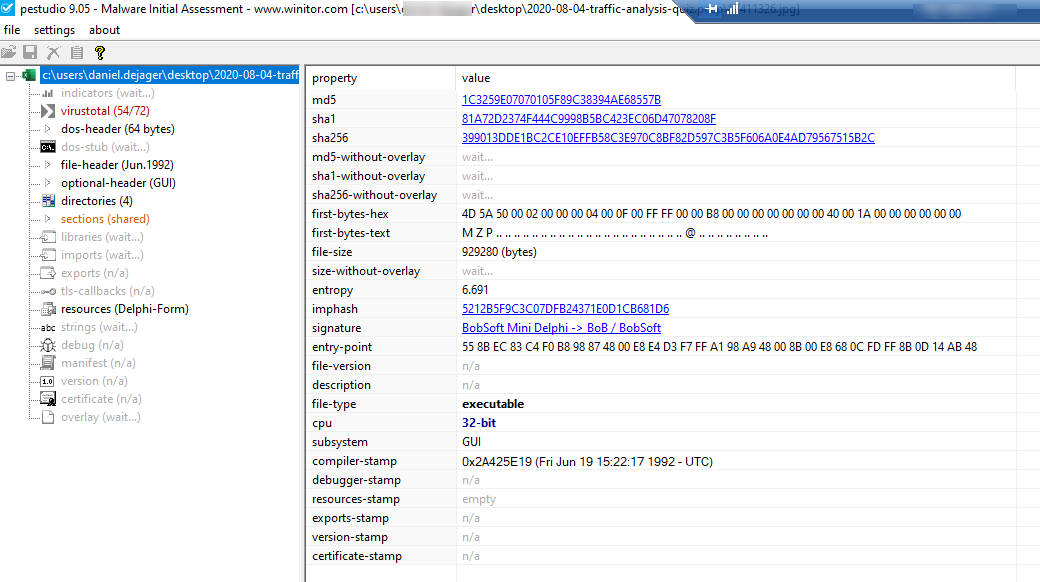 pestudio 9.05 - Malware Initial Assessment - www.winitor.com [c:\users\ \desktop\2020-08-04-traffic-analysis-quiz. .jpg]
file settings about
c:\users\daniel.dejager\desktop\2020-08-04-traff
indicators (wait...)
virustotal (54/72)
dos-header (64 bytes)
dos-stub (wait...)
file-header (Jun.1992)
optional-header (GUI)
directories (4)
sections (shared)
libraries (wait...)
imports (wait...)
exports (n/a)
tls-callbacks (n/a)
resources (Delphi-Form)
abc strings (wait...)
debug (n/a)
manifest (n/a)
1.0 version (n/a)
certificate (n/a)
overlay (wait...)
property value
md5 1C3259E07070105F89C38394AE68557B
sha1 81A72D2374F444C9998B5BC423EC06D47078208F
sha256 399013DDE1BC2CE10EFFB58C3E970C8BF82D597C3B5F606A0E4AD79567515B2C
md5-without-overlay wait...
sha1-without-overlay wait...
sha256-without-overlay wait...
first-bytes-hex 4D 5A 50 00 02 00 00 00 04 00 0F 00 FF FF 00 00 B8 00 00 00 00 00 00 00 40 00 1A 00 00 00 00 00
first-bytes-text M Z P .. .. .. .. .. .. .. .. .. .. .. .. .. .. .. .. .. .. .. .. .. @ .. .. .. .. .. .. ..
file-size 929280 (bytes)
size-without-overlay wait...
entropy 6.691
imphash 5212B5F9C3C07DFB24371E0D1CB681D6
signature BobSoft Mini Delphi -> BoB / BobSoft
entry-point 55 8B EC 83 C4 F0 B8 98 87 48 00 E8 E4 D3 F7 FF A1 98 A9 48 00 8B 00 E8 68 0C FD FF 8B 0D 14 AB 48
file-version n/a
description n/a
file-type executable
cpu 32-bit
subsystem GUI
compiler-stamp 0x2A425E19 (Fri Jun 19 15:22:17 1992 - UTC)
debugger-stamp n/a
resources-stamp empty
exports-stamp n/a
version-stamp n/a
certificate-stamp n/a